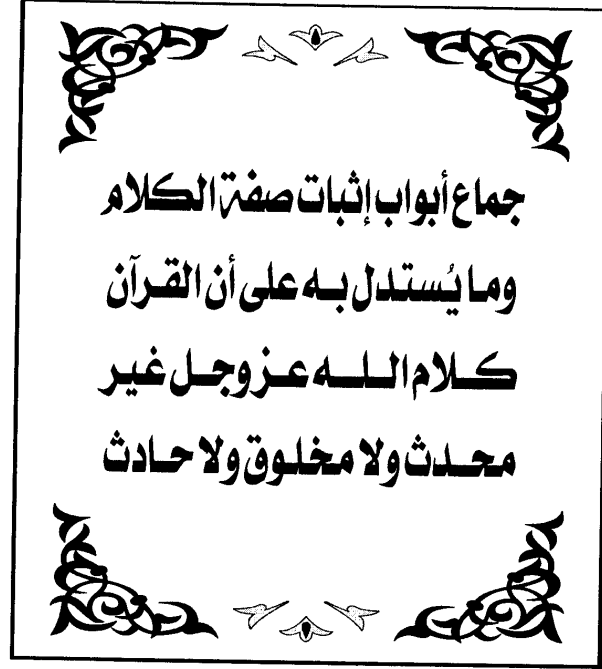 جماع أبواب إثبات صفة الكلام
وما يُستدل به على أن القرآن
كلام الله عز وجل غير
محدث ولا مخلوق ولا حادث